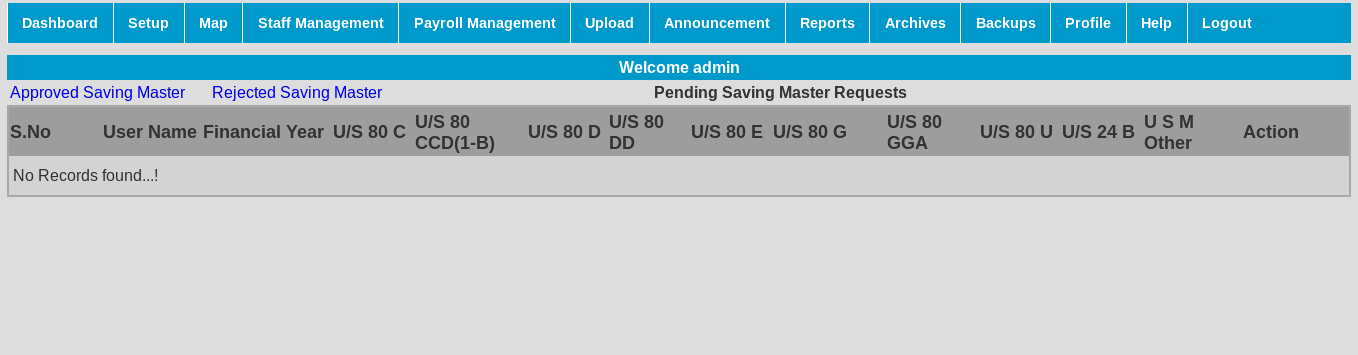 Dashboard Setup Map Staff Management Payroll Management Upload Announcement Reports Archives Backups Profile Help Logout
Welcome admin
Approved Saving Master Rejected Saving Master Pending Saving Master Requests
S.No User Name Financial Year U/S 80 C U/S 80 CCD(1-B) U/S 80 D U/S 80 DD U/S 80 E U/S 80 G U/S 80 GGA U/S 80 U U/S 24 B U S M Other Action
No Records found...!